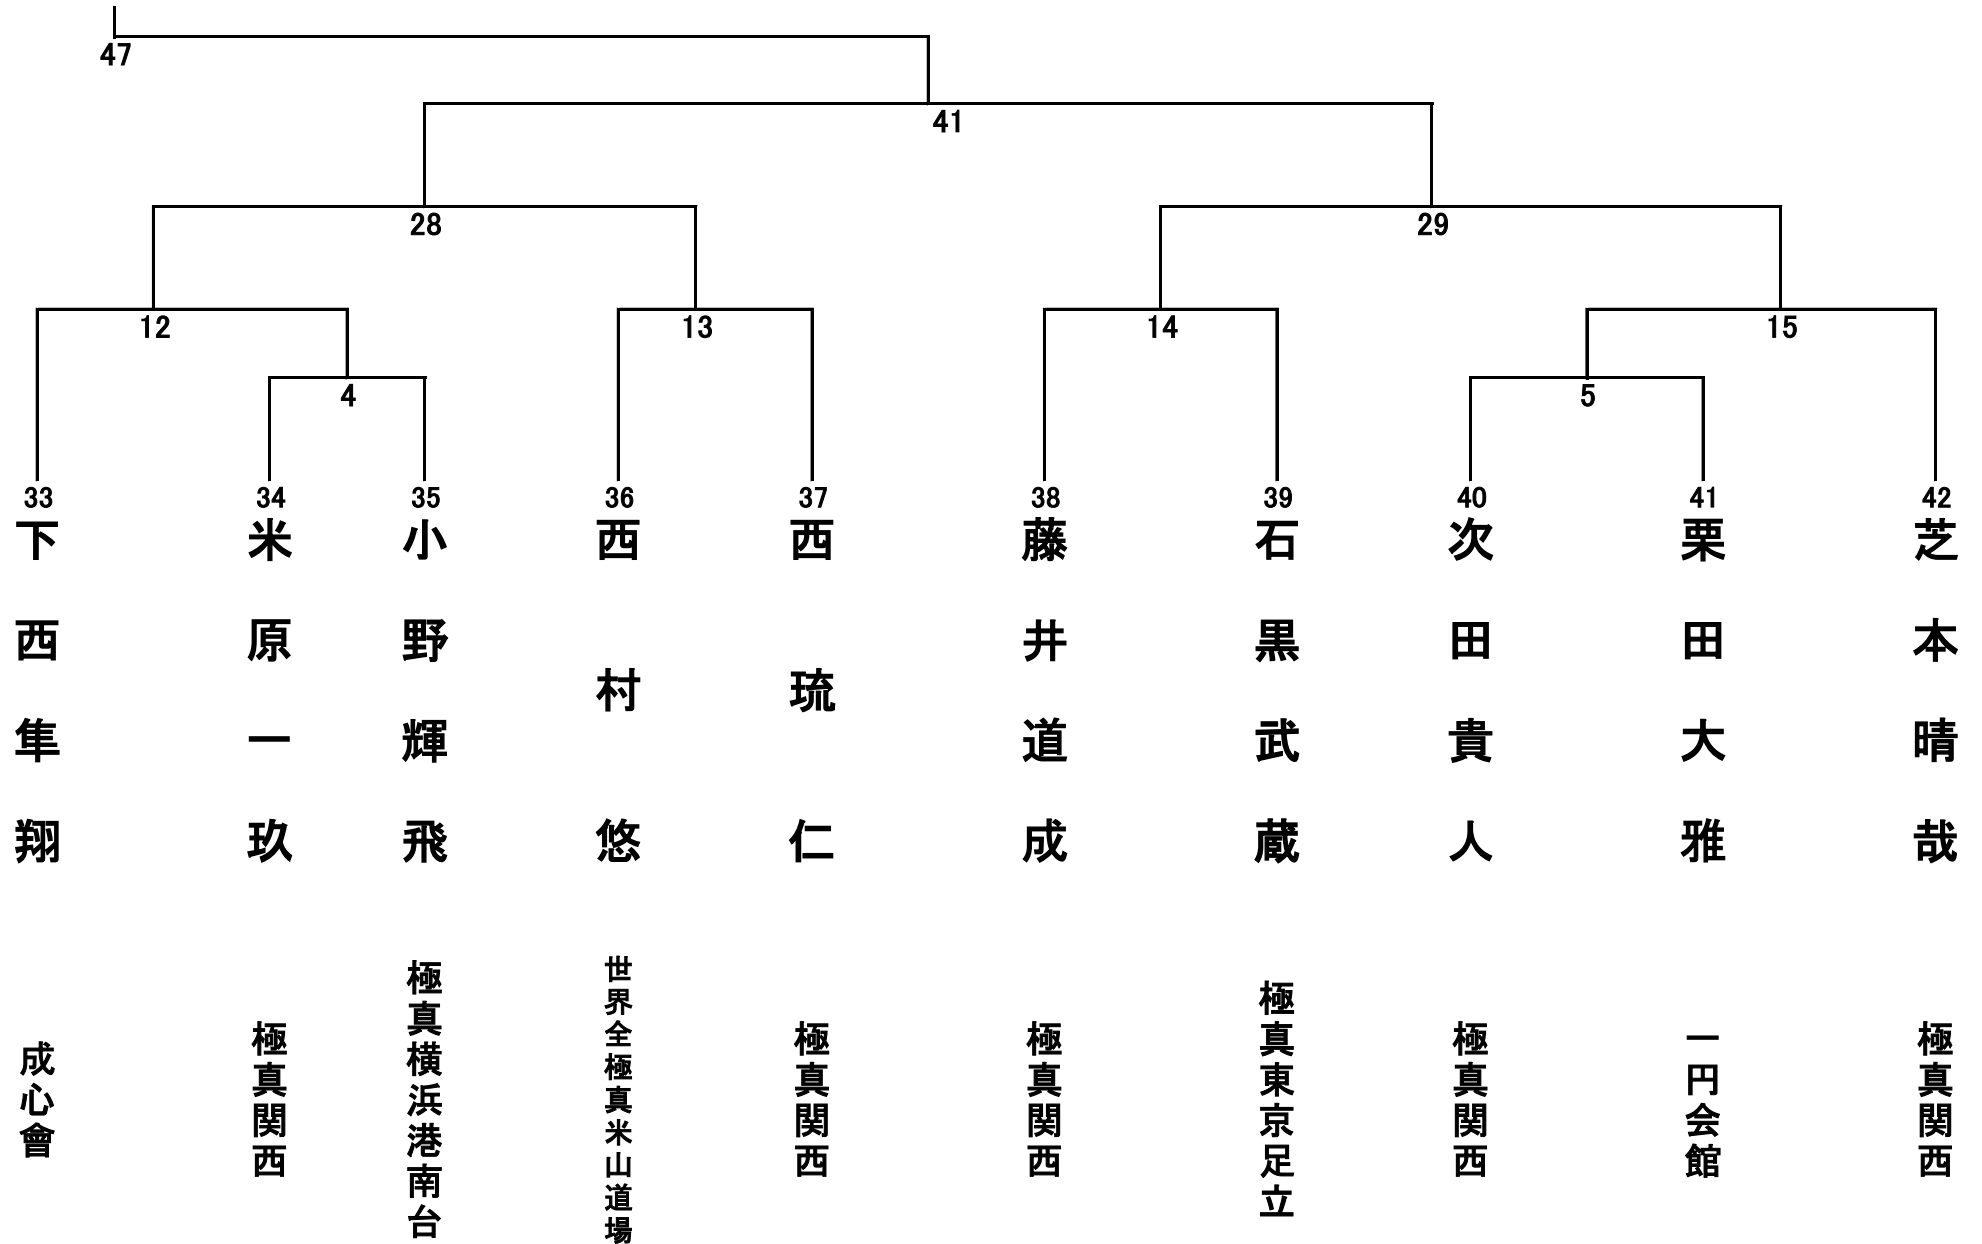 47
41
28
29
12
13
14
15
4
5
33
34
35
36
37
38
39
40
41
42
下西隼翔
米原一玖
小野輝飛
西村悠
西琉仁
藤井道成
石黒武蔵
次田貴人
栗田大雅
芝本晴哉
成心會
極真関西
極真横浜港南台
世界全極真米山道場
極真関西
極真関西
極真東京足立
極真関西
一円会館
極真関西